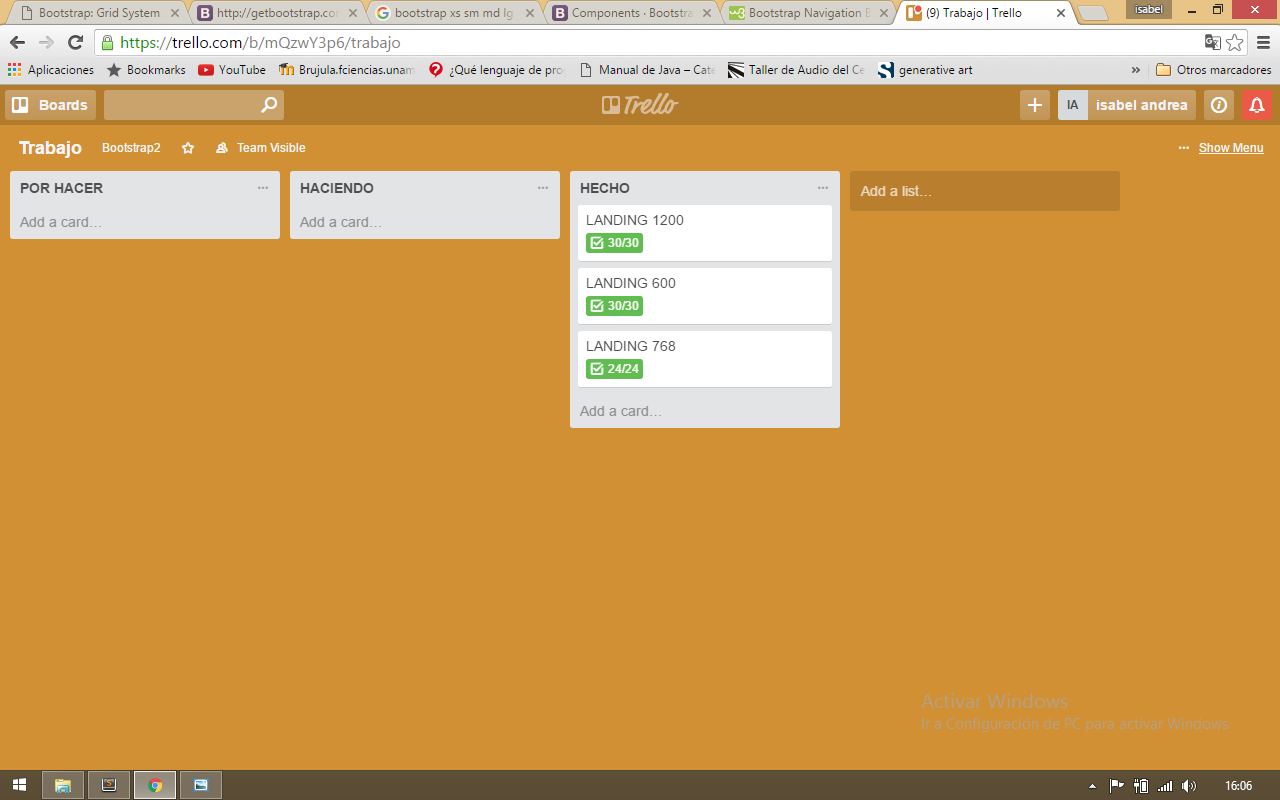 Bootstrap: Grid System
http://getbootstrap.co
bootstrap xs sm md lg
Components · Bootstra
Bootstrap Navigation B
(9) Trabajo | Trello
isabel
https://trello.com/b/mQzwY3p6/trabajo
Aplicaciones
Bookmarks
YouTube
Brujula.fciencias.unam
¿Qué lenguaje de pro
Manual de Java – Cate
Taller de Audio del Ce
generative art
»
Otros marcadores
Boards
Trello
IA
isabel andrea
Trabajo
Bootstrap2
Team Visible
Show Menu
POR HACER
Add a card…
HACIENDO
Add a card…
HECHO
LANDING 1200
30/30
LANDING 600
30/30
LANDING 768
24/24
Add a card…
Add a list…
Activar Windows
Ir a Configuración de PC para activar Windows.
16:06